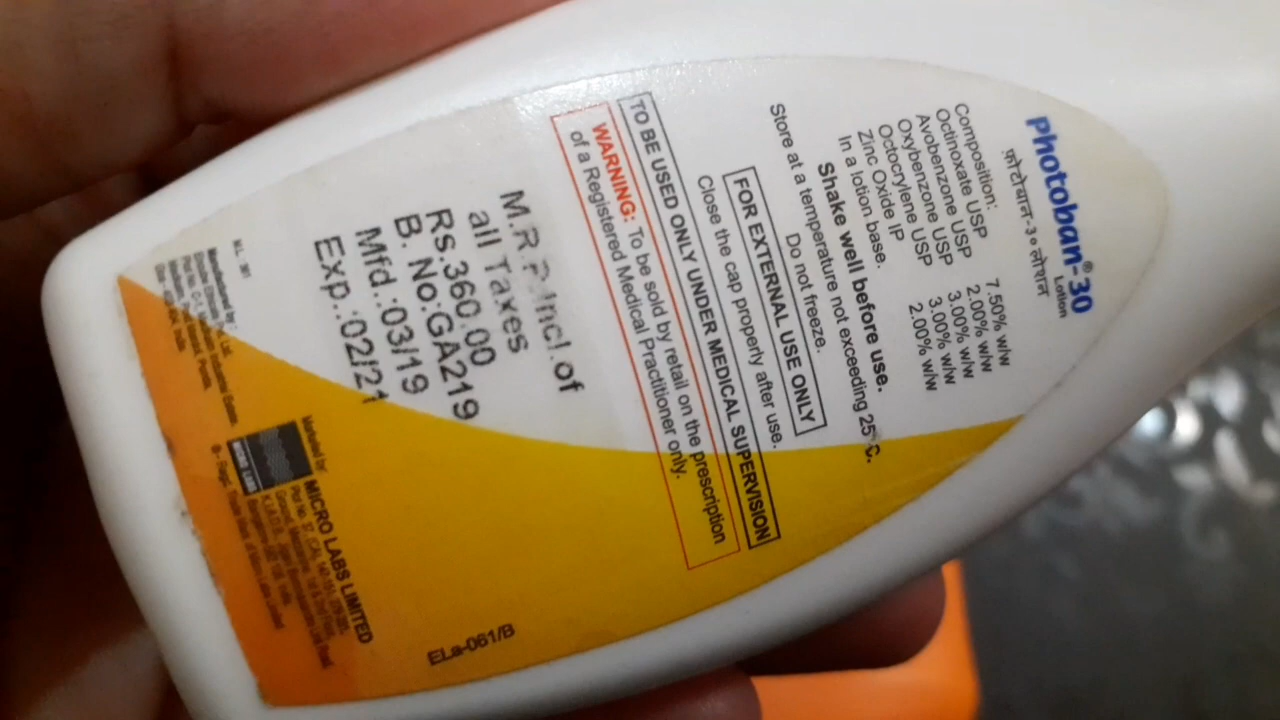 Photoban®-30
Lotion
फ़ोटोबान-३० लोशन
Composition:
Octinoxate USP 7.50% w/w
Avobenzone USP 2.00% w/w
Oxybenzone USP 3.00% w/w
Octocrylene USP 3.00% w/w
Zinc Oxide IP 2.00% w/w
In a lotion base.
Shake well before use.
Store at a temperature not exceeding 25°C.
Do not freeze.
FOR EXTERNAL USE ONLY
Close the cap properly after use.
TO BE USED ONLY UNDER MEDICAL SUPERVISION
WARNING: To be sold by retail on the prescription
of a Registered Medical Practitioner only.
M.R.P. Incl.of
all Taxes
Rs.360.00
B. No:GA219
Mfd.:03/19
Exp.:02/21
Manufactured by:
Marketed by:
MICRO LABS LIMITED
MICRO LABS
ELa-061/B